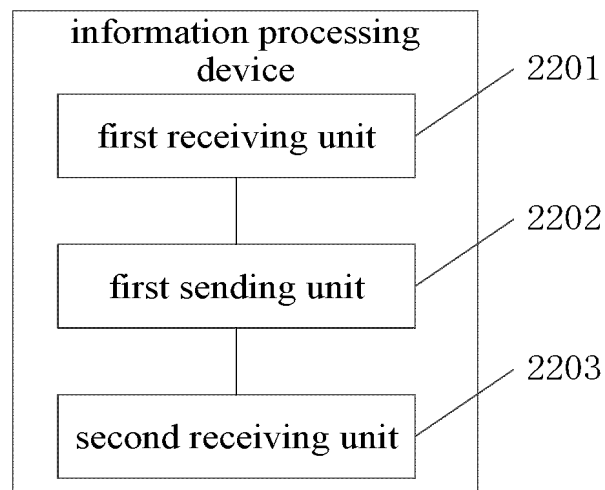 information processing
device
first receiving unit
2201
first sending unit
2202
second receiving unit
2203